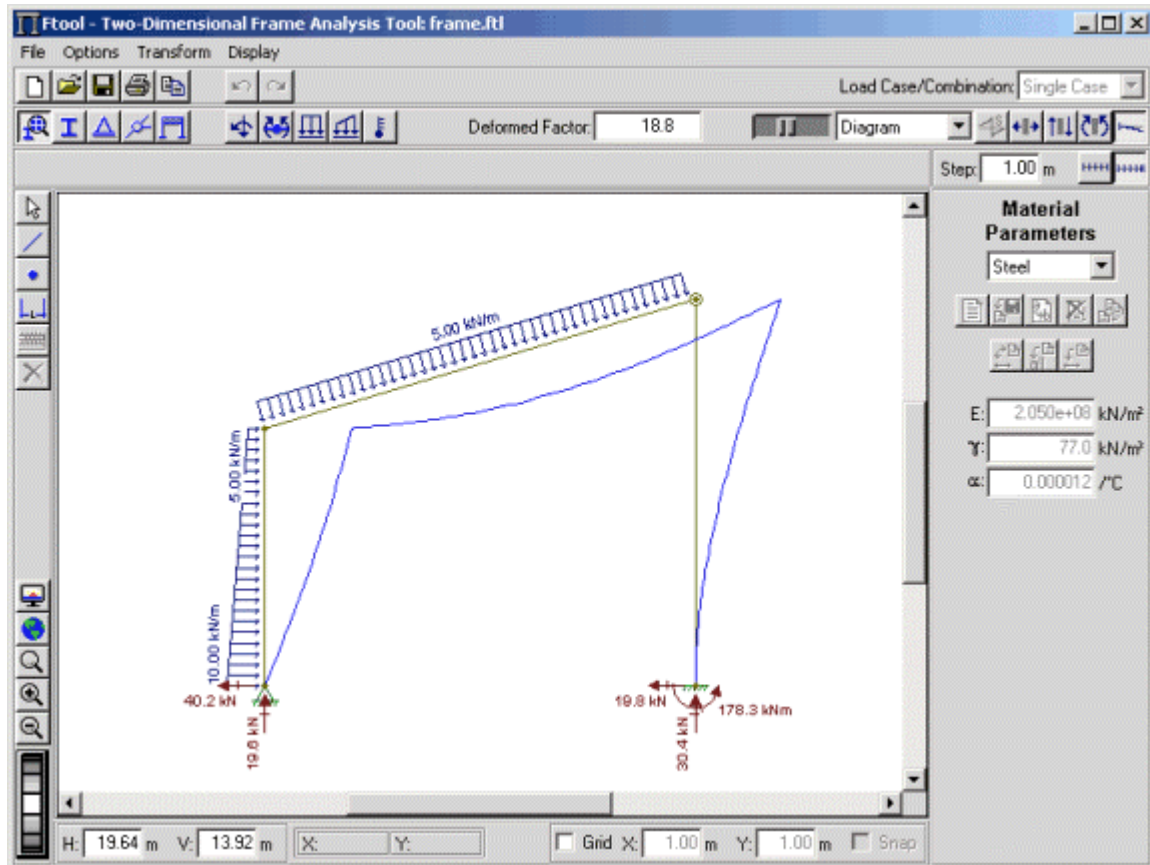 Ftool - Two-Dimensional Frame Analysis Tool: frame.ftl
File Options Transform Display
Load Case/Combination: Single Case
Deformed Factor: 18.8 Diagram
Step: 1.00 m
Material
Parameters
Steel
E: 2.050e+08 kN/m²
γ: 77.0 kN/m³
α: 0.000012 /°C
5.00 kN/m
5.00 kN/m
10.00 kN/m
40.2 kN
19.6 kN
19.8 kN
178.3 kNm
30.4 kN
H: 19.64 m V: 13.92 m X: Y: Grid X: 1.00 m Y: 1.00 m Snap